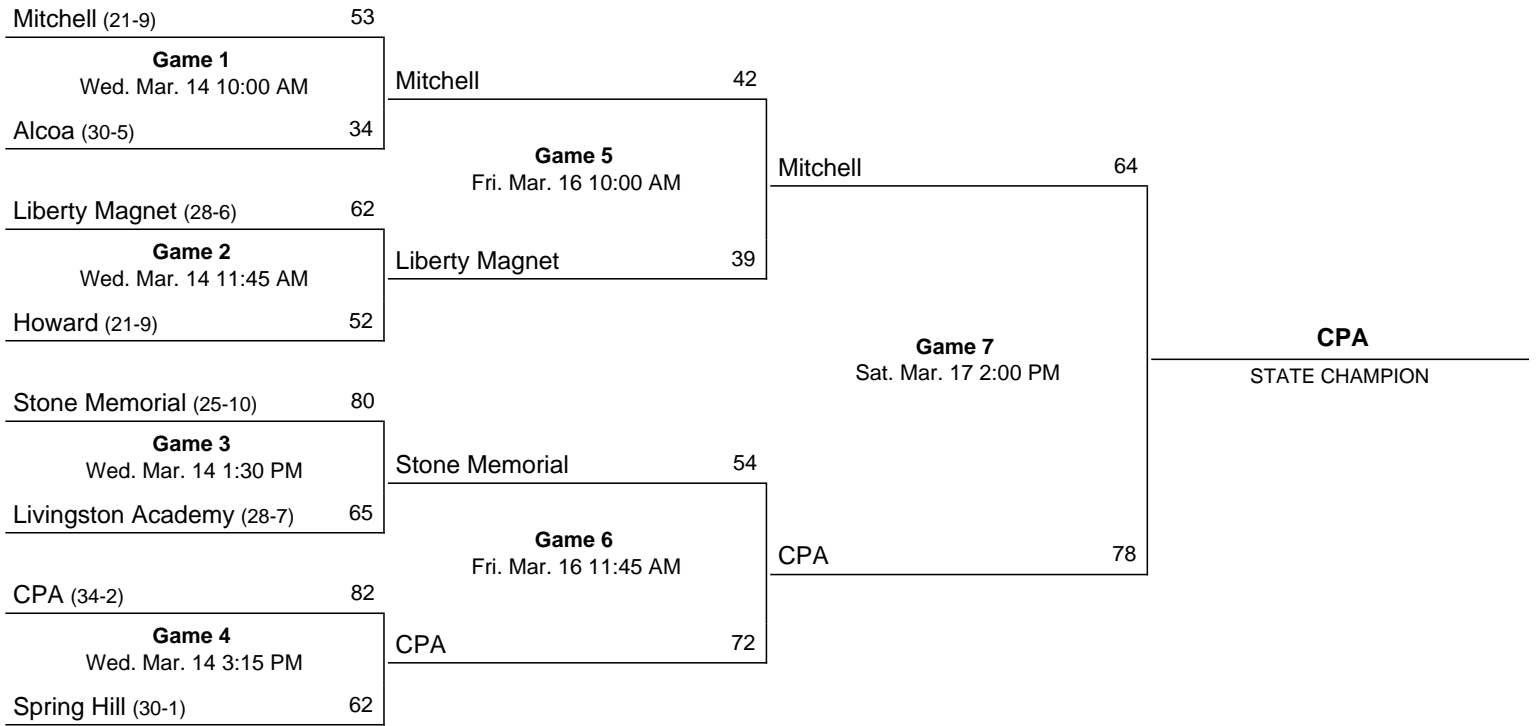 Mitchell (21-9) 53
Game 1
Wed. Mar. 14 10:00 AM
Alcoa (30-5) 34
Liberty Magnet (28-6) 62
Game 2
Wed. Mar. 14 11:45 AM
Howard (21-9) 52
Stone Memorial (25-10) 80
Game 3
Wed. Mar. 14 1:30 PM
Livingston Academy (28-7) 65
CPA (34-2) 82
Game 4
Wed. Mar. 14 3:15 PM
Spring Hill (30-1) 62
Mitchell 42
Game 5
Fri. Mar. 16 10:00 AM
Liberty Magnet 39
Stone Memorial 54
Game 6
Fri. Mar. 16 11:45 AM
CPA 72
Mitchell 64
Game 7
Sat. Mar. 17 2:00 PM
CPA 78
CPA
STATE CHAMPION